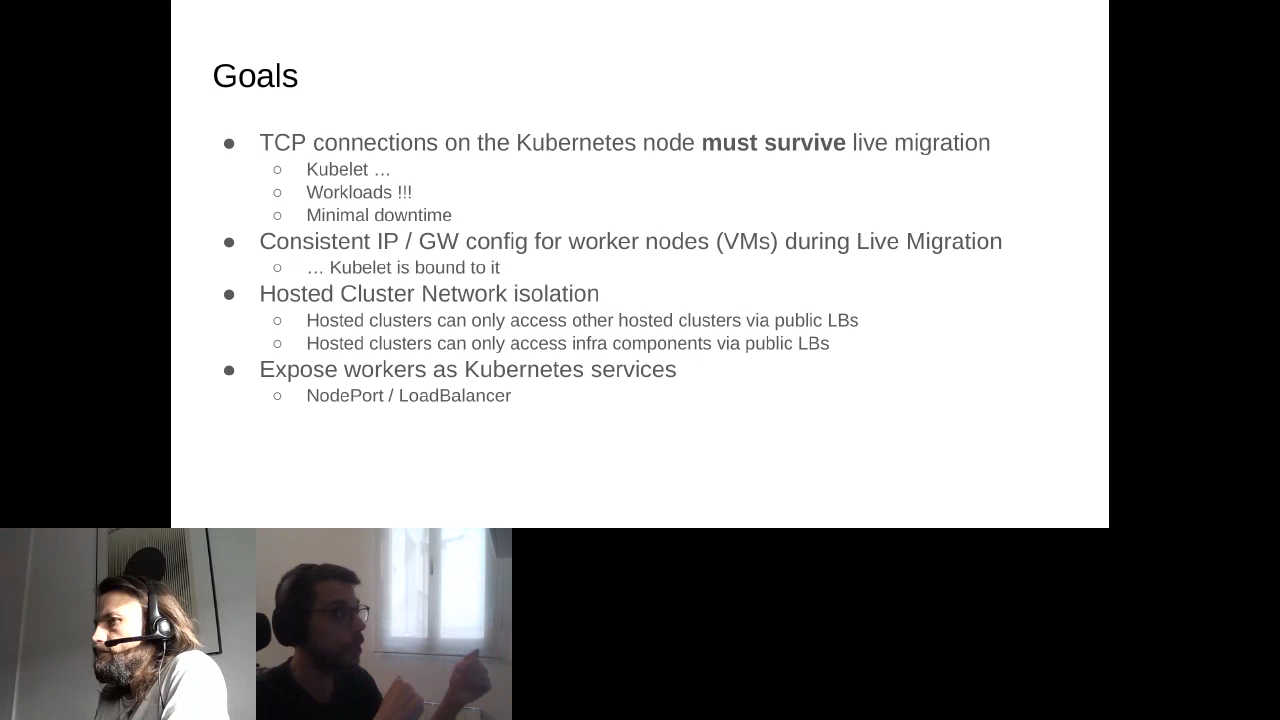 Goals
● TCP connections on the Kubernetes node must survive live migration
○ Kubelet …
○ Workloads !!!
○ Minimal downtime
● Consistent IP / GW config for worker nodes (VMs) during Live Migration
○ … Kubelet is bound to it
● Hosted Cluster Network isolation
○ Hosted clusters can only access other hosted clusters via public LBs
○ Hosted clusters can only access infra components via public LBs
● Expose workers as Kubernetes services
○ NodePort / LoadBalancer